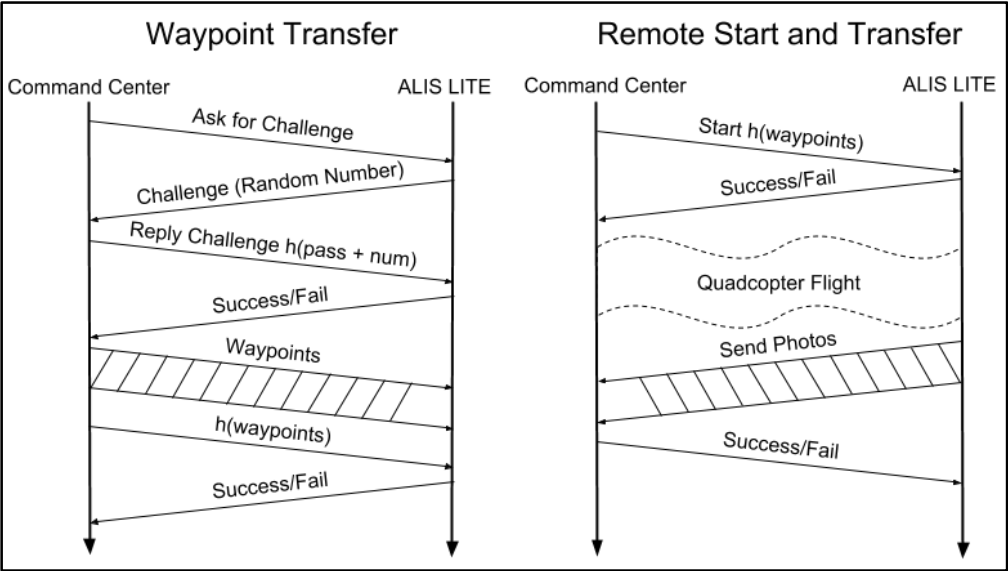 Waypoint Transfer
Command Center
ALIS LITE
Ask for Challenge
Challenge (Random Number)
Reply Challenge h(pass + num)
Success/Fail
Waypoints
h(waypoints)
Success/Fail
Remote Start and Transfer
Command Center
ALIS LITE
Start h(waypoints)
Success/Fail
Quadcopter Flight
Send Photos
Success/Fail